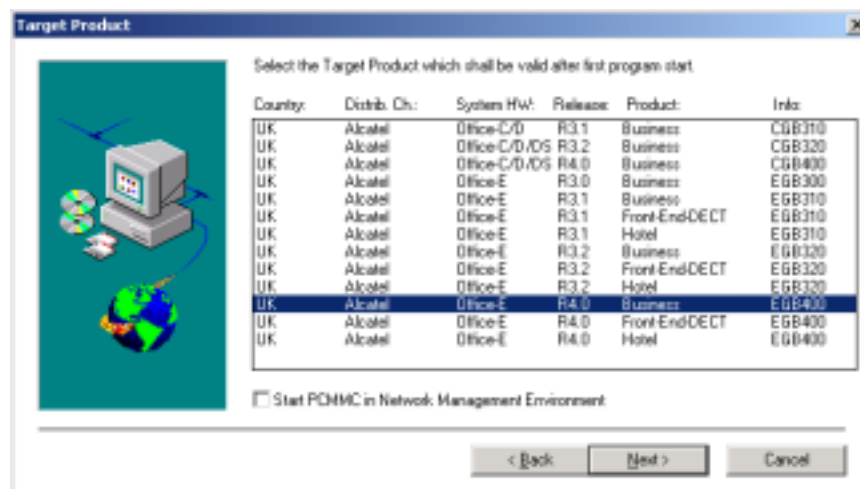 Target Product
Select the Target Product which shall be valid after first program start.
Country: Distrib. Ch.: System HW: Release: Product: Info:
UK Alcatel Office-C/D R3.1 Business CGB310
UK Alcatel Office-C/D/DS R3.2 Business CGB320
UK Alcatel Office-C/D/DS R4.0 Business CGB400
UK Alcatel Office-E R3.0 Business EGB300
UK Alcatel Office-E R3.1 Business EGB310
UK Alcatel Office-E R3.1 Front-End-DECT EGB310
UK Alcatel Office-E R3.1 Hotel EGB310
UK Alcatel Office-E R3.2 Business EGB320
UK Alcatel Office-E R3.2 Front-End-DECT EGB320
UK Alcatel Office-E R3.2 Hotel EGB320
UK Alcatel Office-E R4.0 Business EGB400
UK Alcatel Office-E R4.0 Front-End-DECT EGB400
UK Alcatel Office-E R4.0 Hotel EGB400
Start PCMMC in Network Management Environment
< Back Next > Cancel